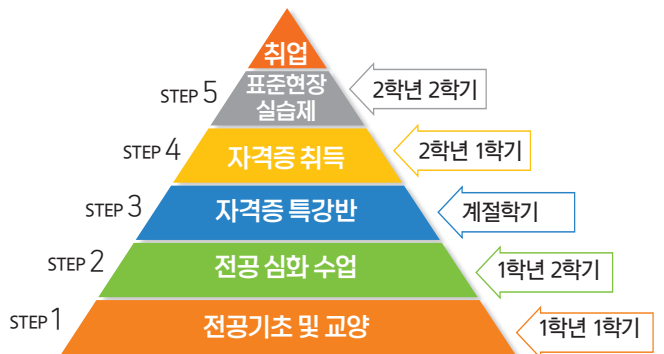 취업
STEP 5
표준현장
실습제
2학년 2학기
STEP 4
자격증 취득
2학년 1학기
STEP 3
자격증 특강반
계절학기
STEP 2
전공 심화 수업
1학년 2학기
STEP 1
전공기초 및 교양
1학년 1학기